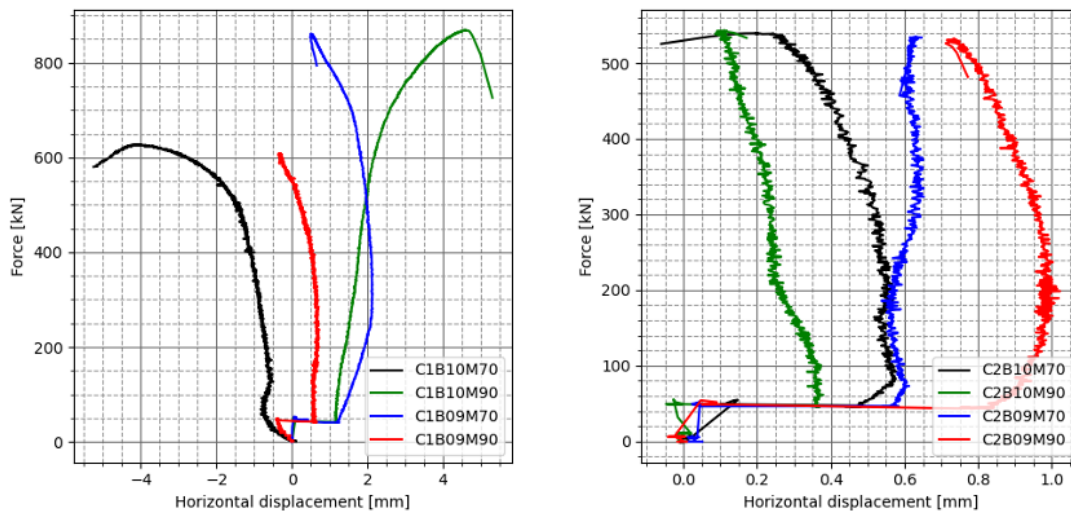 800
600
400
200
0
Force [kN]
−4
−2
0
2
4
Horizontal displacement [mm]
C1B10M70
C1B10M90
C1B09M70
C1B09M90
500
400
300
200
100
0
Force [kN]
0.0
0.2
0.4
0.6
0.8
1.0
Horizontal displacement [mm]
C2B10M70
C2B10M90
C2B09M70
C2B09M90